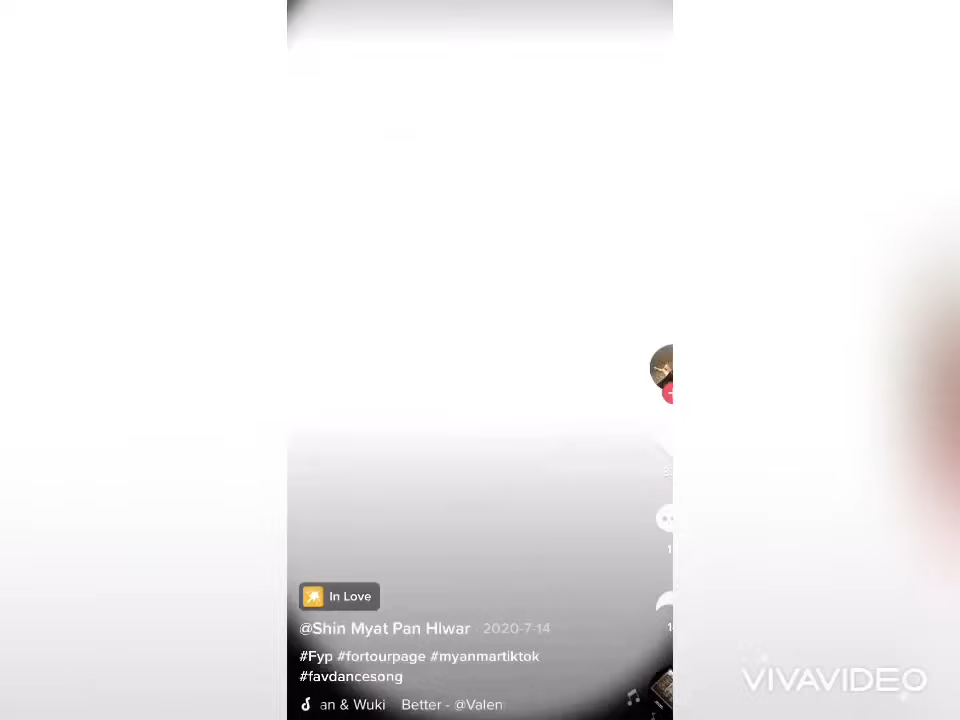 In Love
@Shin Myat Pan Hlwar · 2020-7-14
#Fyp #fortourpage #myanmartiktok
#favdancesong
an & Wuki Better - @Valen
VIVAVIDEO